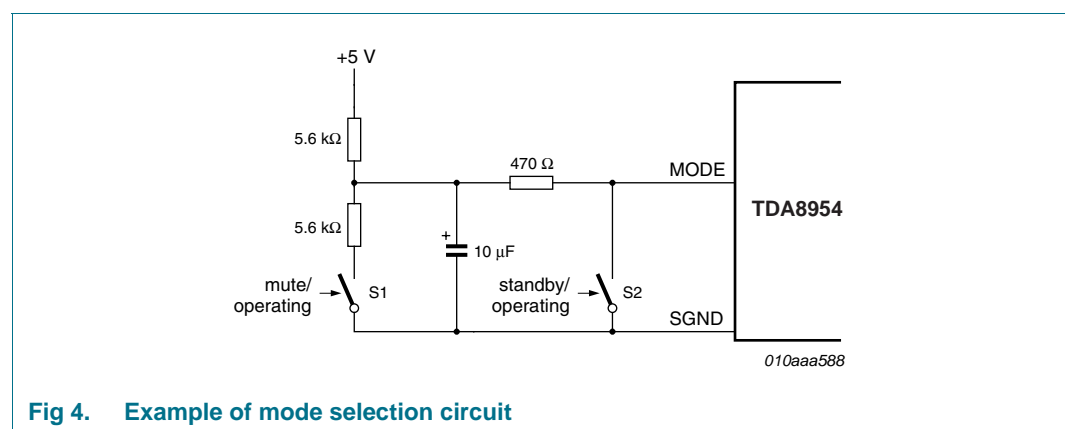 +5 V
5.6 kΩ
470 Ω
MODE
TDA8954
5.6 kΩ
+
10 μF
mute/
operating
S1
standby/
operating
S2
SGND
010aaa588
Fig 4. Example of mode selection circuit